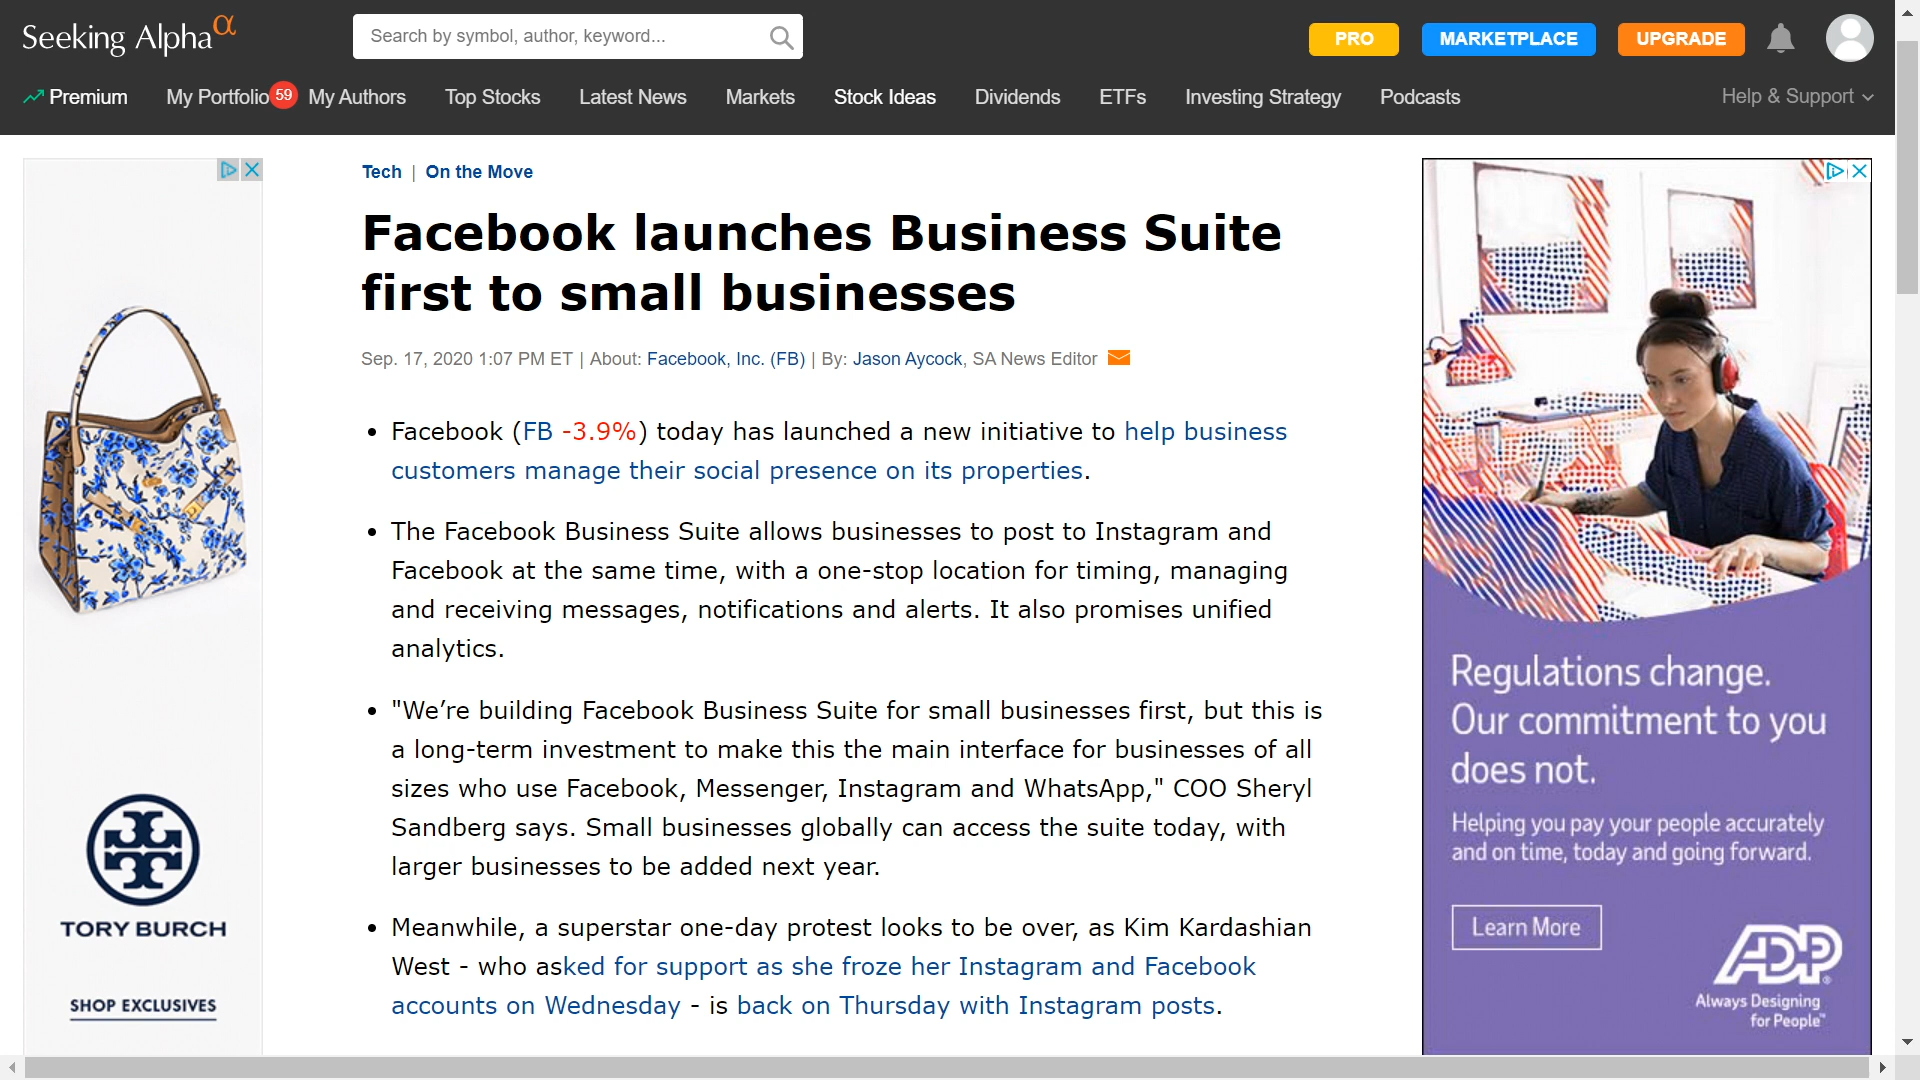 Seeking Alpha α
Search by symbol, author, keyword...
PRO
MARKETPLACE
UPGRADE
Premium
My Portfolio 59
My Authors
Top Stocks
Latest News
Markets
Stock Ideas
Dividends
ETFs
Investing Strategy
Podcasts
Help & Support
Tech | On the Move
Facebook launches Business Suite
first to small businesses
Sep. 17, 2020 1:07 PM ET | About: Facebook, Inc. (FB) | By: Jason Aycock, SA News Editor
• Facebook (FB -3.9%) today has launched a new initiative to help business
customers manage their social presence on its properties.
• The Facebook Business Suite allows businesses to post to Instagram and
Facebook at the same time, with a one-stop location for timing, managing
and receiving messages, notifications and alerts. It also promises unified
analytics.
• "We’re building Facebook Business Suite for small businesses first, but this is
a long-term investment to make this the main interface for businesses of all
sizes who use Facebook, Messenger, Instagram and WhatsApp," COO Sheryl
Sandberg says. Small businesses globally can access the suite today, with
larger businesses to be added next year.
• Meanwhile, a superstar one-day protest looks to be over, as Kim Kardashian
West - who asked for support as she froze her Instagram and Facebook
accounts on Wednesday - is back on Thursday with Instagram posts.
TORY BURCH
SHOP EXCLUSIVES
Regulations change.
Our commitment to you
does not.
Helping you pay your people accurately
and on time, today and going forward.
Learn More
ADP®
Always Designing
for People™